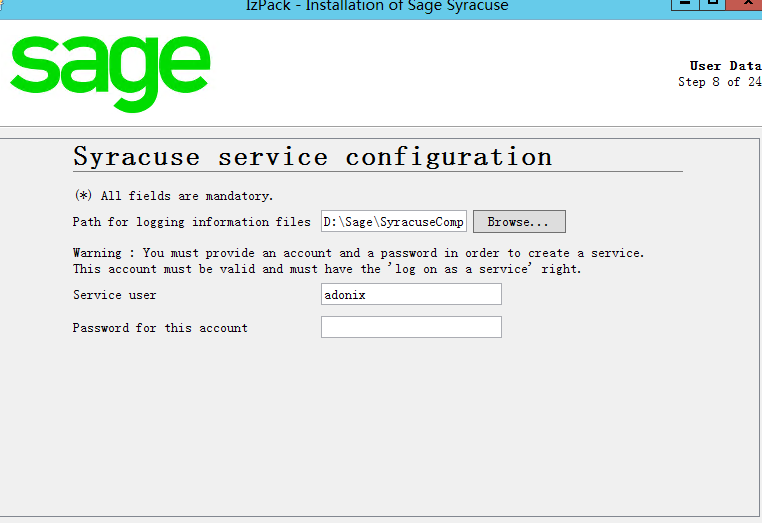 IzPack - Installation of Sage Syracuse
sage
User Data
Step 8 of 24
Syracuse service configuration
(*) All fields are mandatory.
Path for logging information files D:\Sage\SyracuseComp Browse...
Warning : You must provide an account and a password in order to create a service.
This account must be valid and must have the 'log on as a service' right.
Service user adonix
Password for this account